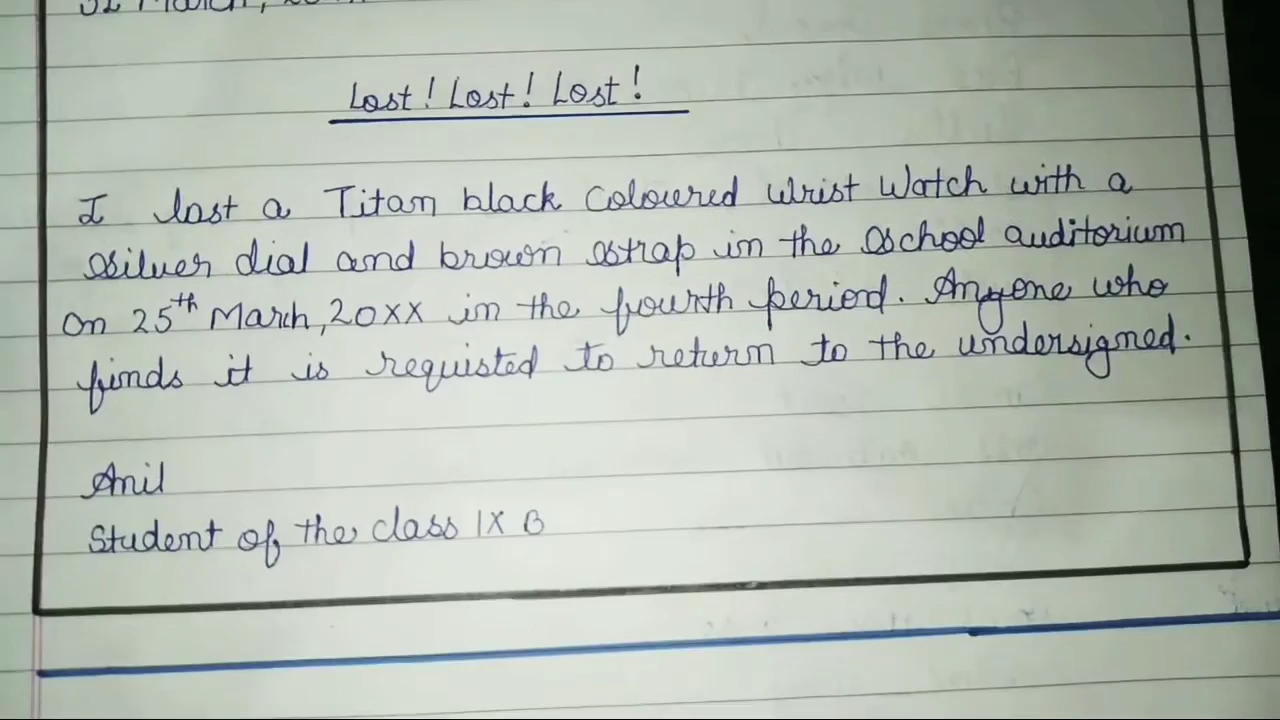 March,
Lost! Lost! Lost!
I lost a Titan black coloured Wrist Watch with a
silver dial and brown strap in the school auditorium
on 25th March, 20XX in the fourth period. Anyone who
finds it is requisted to return to the undersigned.
Anil
Student of the class IX B